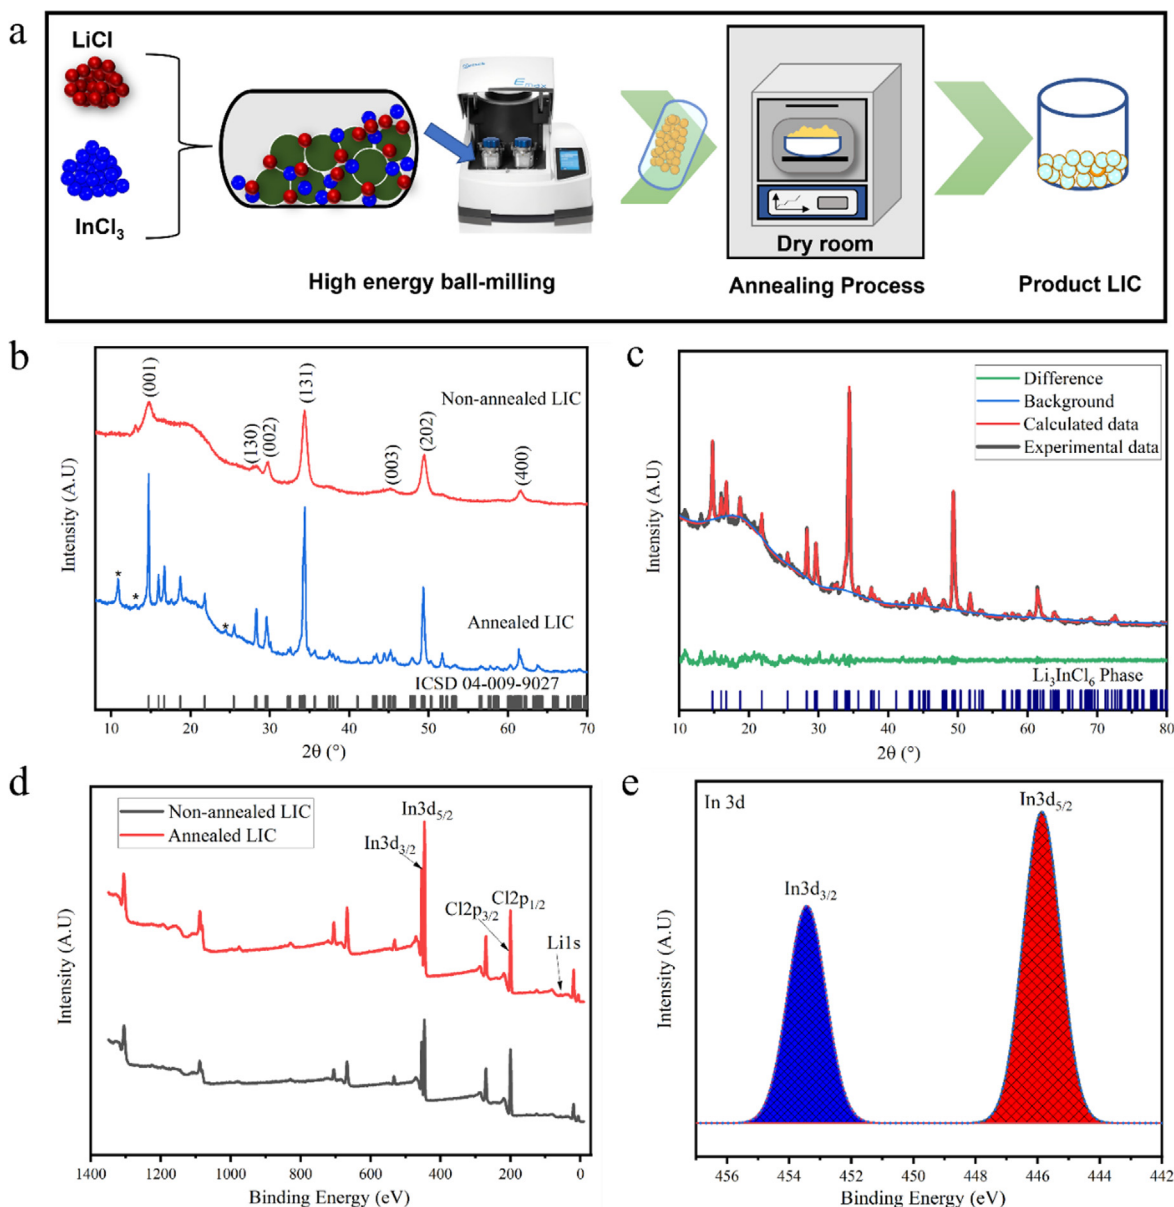 a
LiCl
InCl₃
High energy ball-milling
Dry room
Annealing Process
Product LIC
b
(001)
(130)
(002)
(131)
(003)
(202)
(400)
Non-annealed LIC
*
*
*
Annealed LIC
ICSD 04-009-9027
Intensity (A.U)
10 20 30 40 50 60 70
2θ (°)
c
Difference
Background
Calculated data
Experimental data
Li₃InCl₆ Phase
Intensity (A.U)
10 20 30 40 50 60 70 80
2θ (°)
d
Non-annealed LIC
Annealed LIC
In3d₅/₂
In3d₃/₂
Cl2p₃/₂
Cl2p₁/₂
Li1s
Intensity (A.U)
1400 1200 1000 800 600 400 200 0
Binding Energy (eV)
e
In 3d
In3d₅/₂
In3d₃/₂
Intensity (A.U)
456 454 452 450 448 446 444 442
Binding Energy (eV)